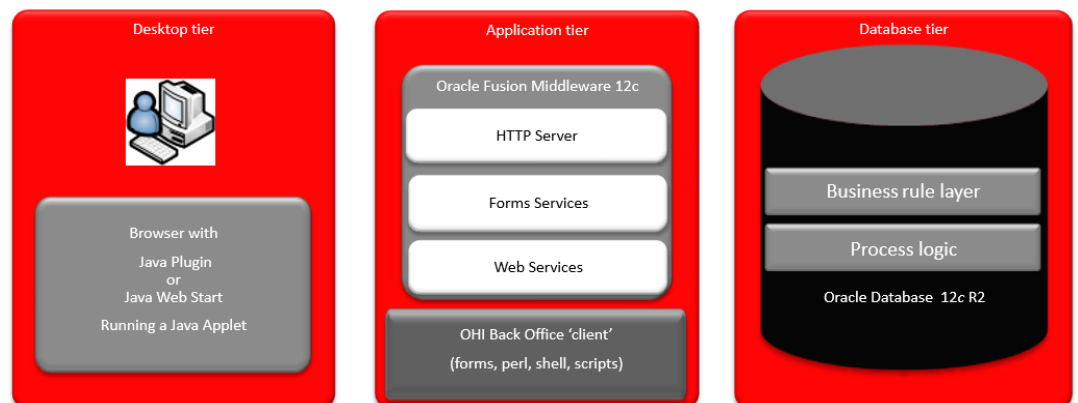 Desktop tier
Browser with
Java Plugin
or
Java Web Start
Running a Java Applet
Application tier
Oracle Fusion Middleware 12c
HTTP Server
Forms Services
Web Services
OHI Back Office ‘client’
(forms, perl, shell, scripts)
Database tier
Business rule layer
Process logic
Oracle Database 12c R2